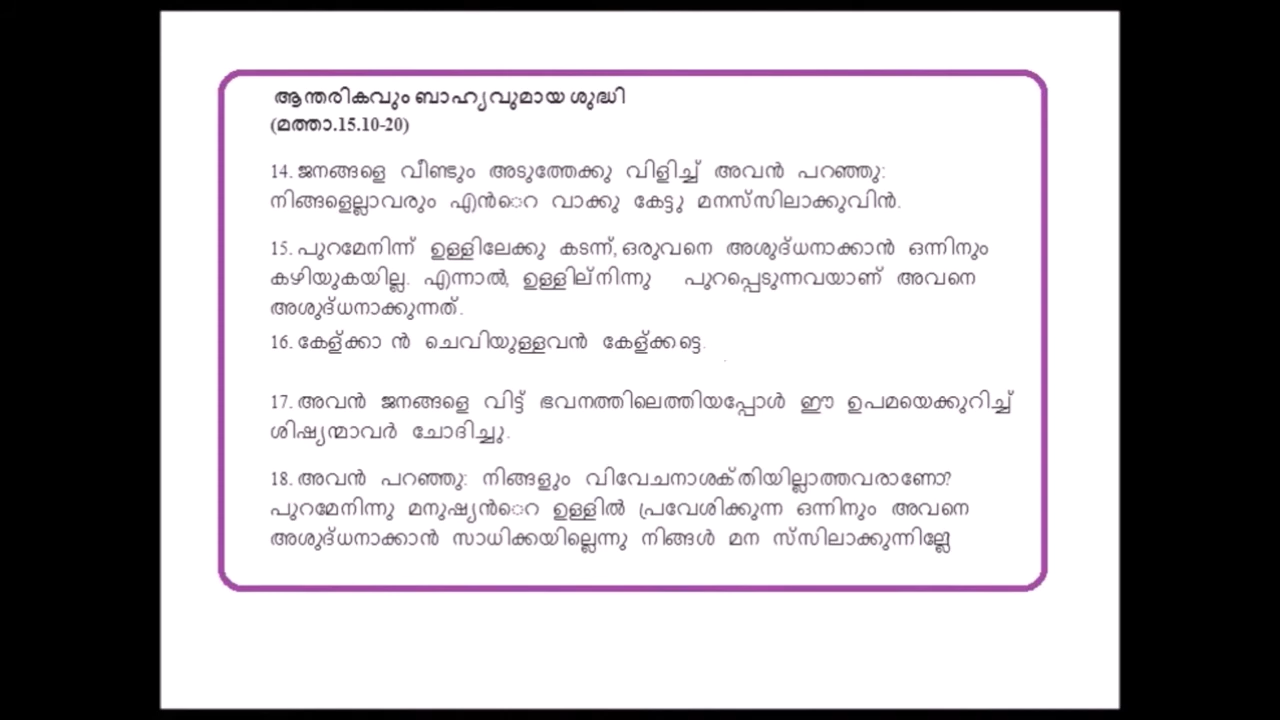 ആന്തരികവും ബാഹ്യവുമായ ശുദ്ധി
(മത്താ.15.10-20)
14. ജനങ്ങളെ വീണ്ടും അടുത്തേക്കു വിളിച്ച് അവൻ പറഞ്ഞു:
നിങ്ങളെല്ലാവരും എൻെറ വാക്കു കേട്ടു മനസ്സിലാക്കുവിൻ.
15. പുറമേനിന്ന് ഉള്ളിലേക്കു കടന്ന്, ഒരുവനെ അശുദ്ധനാക്കാൻ ഒന്നിനും
കഴിയുകയില്ല. എന്നാൽ, ഉള്ളില്‌നിന്നു പുറപ്പെടുന്നവയാണ് അവനെ
അശുദ്ധനാക്കുന്നത്.
16. കേള്ക്കാ ൻ ചെവിയുള്ളവൻ കേള്ക്കട്ടെ.
17. അവൻ ജനങ്ങളെ വിട്ട് ഭവനത്തിലെത്തിയപ്പോൾ ഈ ഉപമയെക്കുറിച്ച്
ശിഷ്യന്മാവർ ചോദിച്ചു.
18. അവൻ പറഞ്ഞു: നിങ്ങളും വിവേചനാശക്തിയില്ലാത്തവരാണോ?
പുറമേനിന്നു മനുഷ്യൻെറ ഉള്ളിൽ പ്രവേശിക്കുന്ന ഒന്നിനും അവനെ
അശുദ്ധനാക്കാൻ സാധിക്കയില്ലെന്നു നിങ്ങൾ മന സ്സിലാക്കുന്നില്ലേ